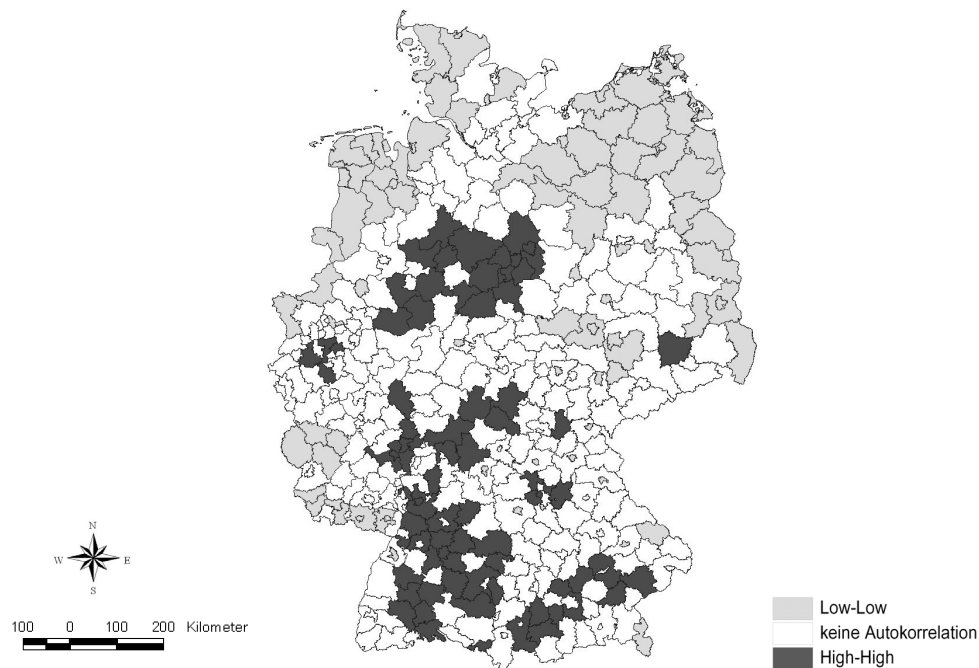 N
W E
S
100 0 100 200 Kilometer
Low-Low
keine Autokorrelation
High-High